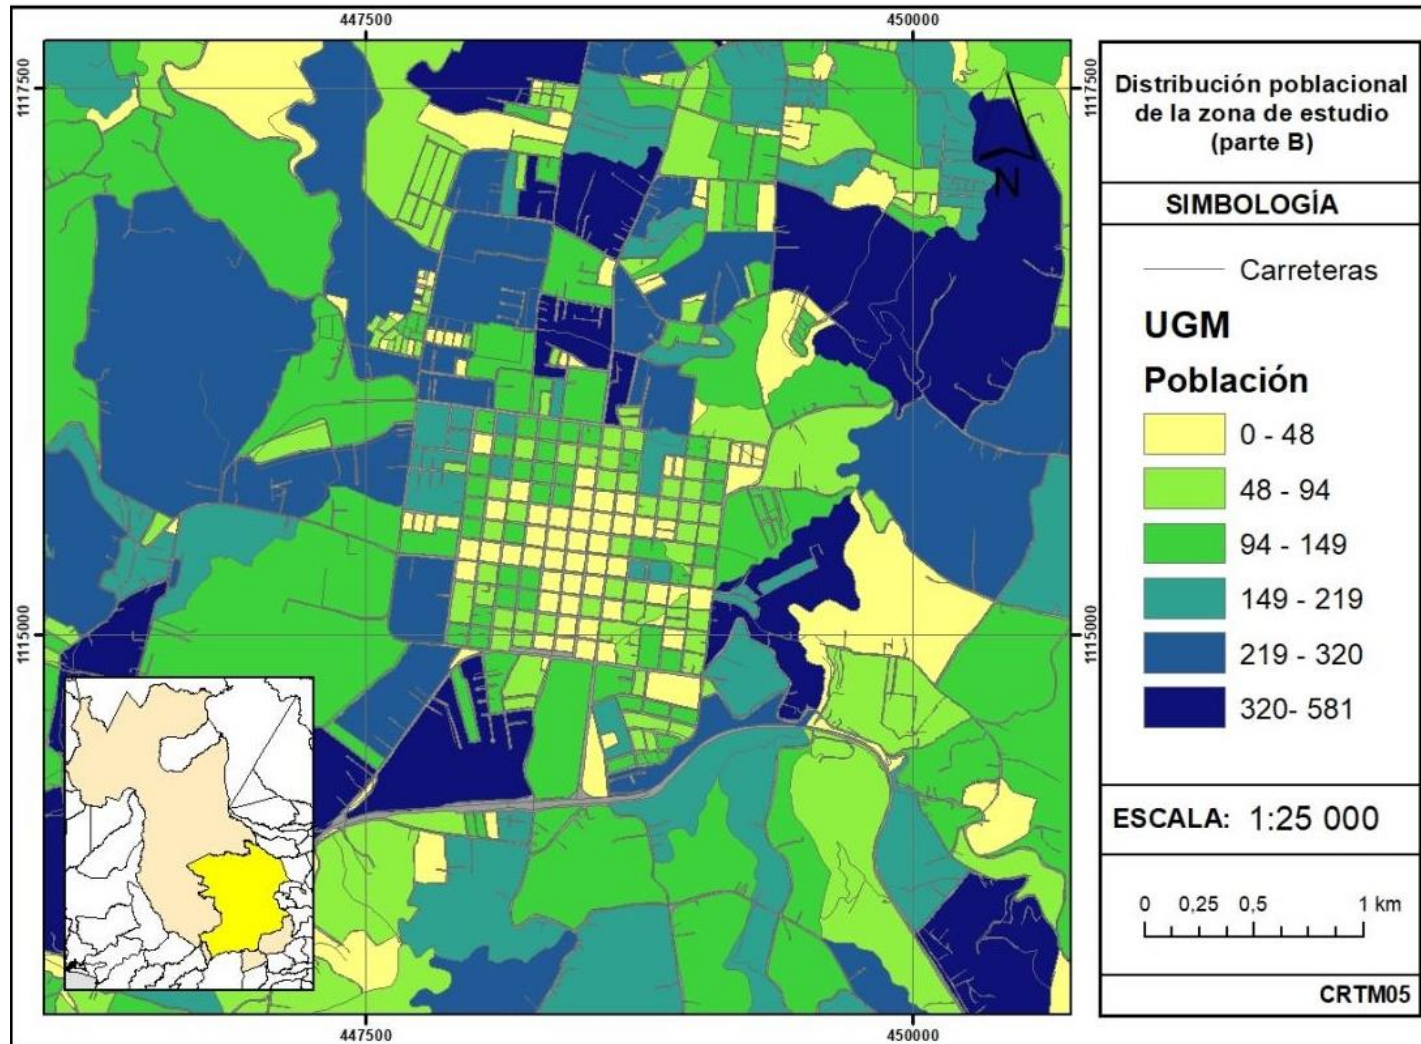 447500
450000
1117500
1117500
Distribución poblacional
de la zona de estudio
(parte B)
N
SIMBOLOGÍA
Carreteras
UGM
Población
0 - 48
48 - 94
94 - 149
149 - 219
219 - 320
320- 581
1115000
1115000
ESCALA: 1:25 000
0 0,25 0,5 1 km
CRTM05
447500
450000